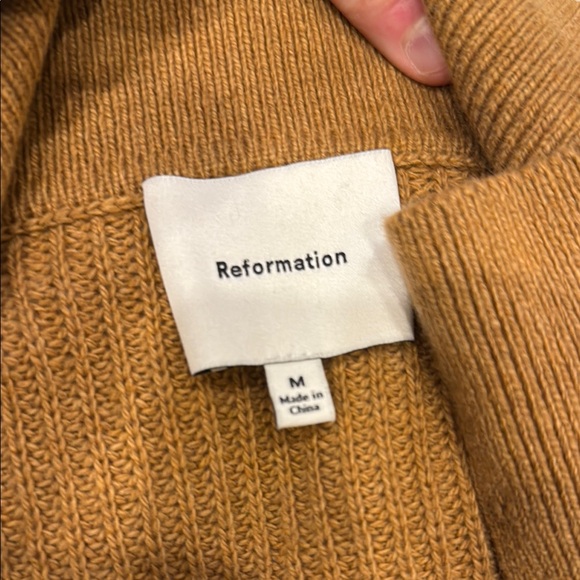 Reformation
M
Made in
China